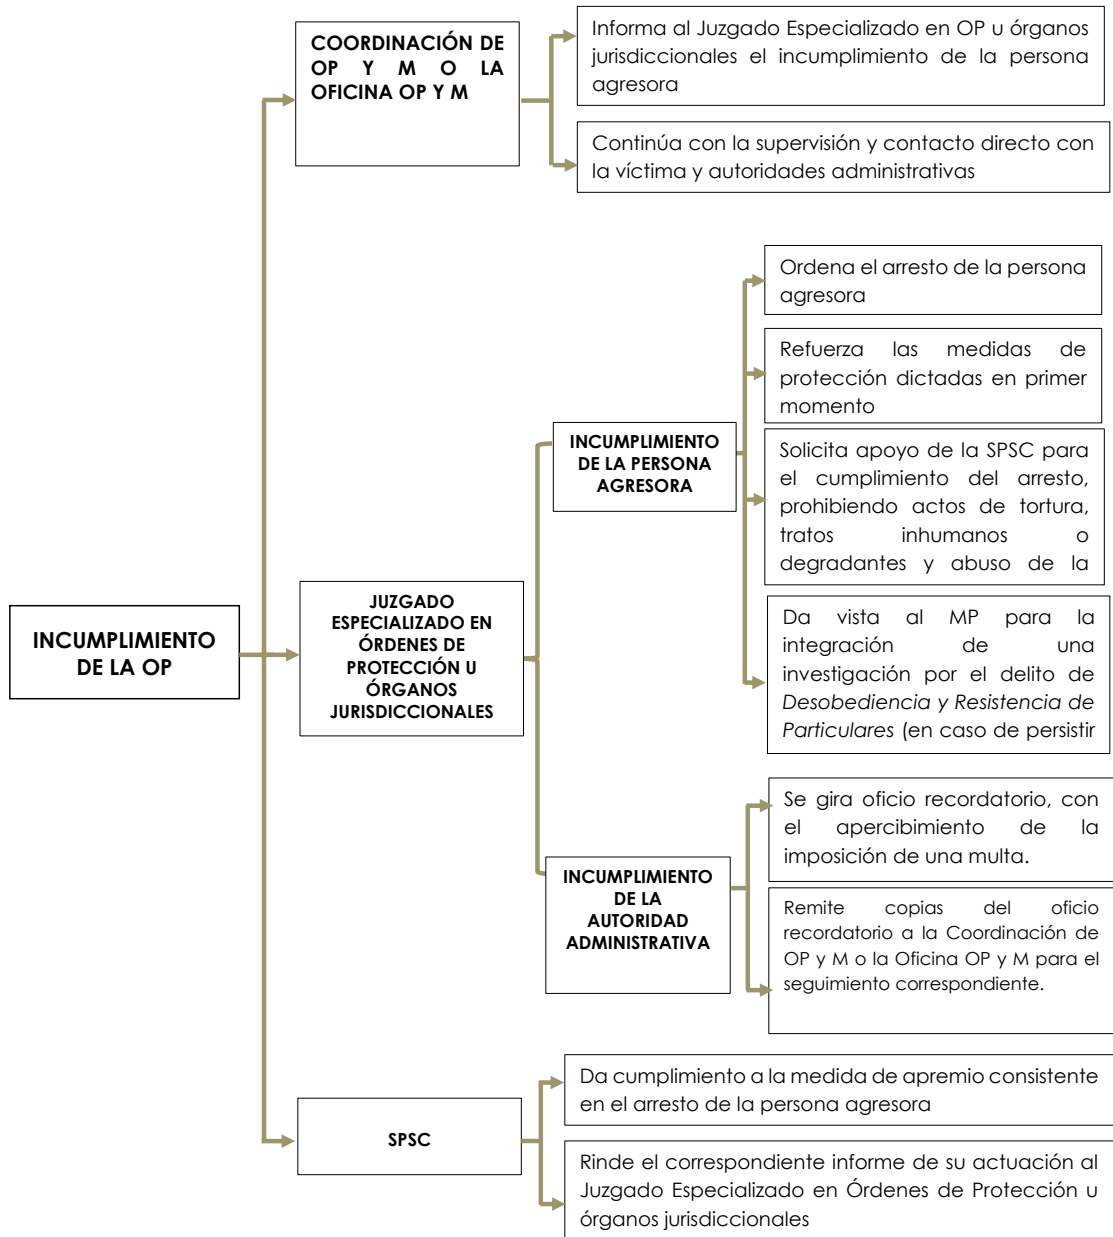 COORDINACIÓN DE
OP Y M O LA
OFICINA OP Y M
Informa al Juzgado Especializado en OP u órganos
jurisdiccionales el incumplimiento de la persona
agresora
Continúa con la supervisión y contacto directo con
la víctima y autoridades administrativas
INCUMPLIMIENTO
DE LA OP
JUZGADO
ESPECIALIZADO EN
ÓRDENES DE
PROTECCIÓN U
ÓRGANOS
JURISDICCIONALES
INCUMPLIMIENTO
DE LA PERSONA
AGRESORA
Ordena el arresto de la persona
agresora
Refuerza las medidas de
protección dictadas en primer
momento
Solicita apoyo de la SPSC para
el cumplimiento del arresto,
prohibiendo actos de tortura,
tratos inhumanos o
degradantes y abuso de la
Da vista al MP para la
integración de una
investigación por el delito de
Desobediencia y Resistencia de
Particulares (en caso de persistir
INCUMPLIMIENTO
DE LA
AUTORIDAD
ADMINISTRATIVA
Se gira oficio recordatorio, con
el apercibimiento de la
imposición de una multa.
Remite copias del oficio
recordatorio a la Coordinación de
OP y M o la Oficina OP y M para el
seguimiento correspondiente.
SPSC
Da cumplimiento a la medida de apremio consistente
en el arresto de la persona agresora
Rinde el correspondiente informe de su actuación al
Juzgado Especializado en Órdenes de Protección u
órganos jurisdiccionales